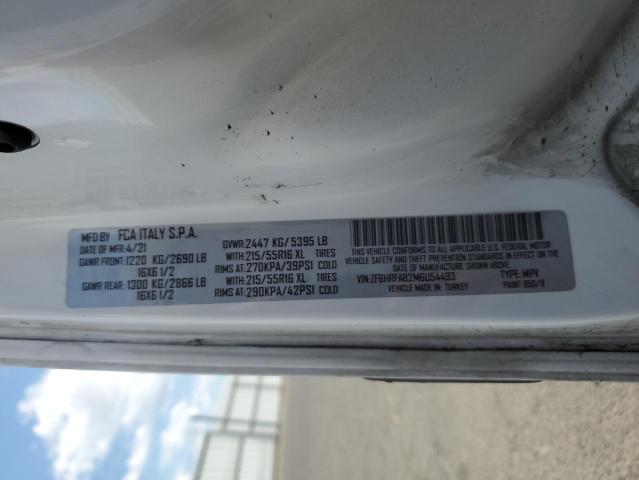 MFD BY FCA ITALY S.P.A.
DATE OF MFR:4/21 GVWR:2447 KG/5395 LB
GAWR FRONT:1220 KG/2690 LB WITH:215/55R16 XL TIRES
16X6 1/2 RIMS AT:270KPA/39PSI COLD
GAWR REAR: 1300 KG/2866 LB WITH:215/55R16 XL TIRES
16X6 1/2 RIMS AT:290KPA/42PSI COLD
THIS VEHICLE CONFORMS TO ALL APPLICABLE U.S. FEDERAL MOTOR
VEHICLE SAFETY AND THEFT PREVENTION STANDARDS IN EFFECT ON
THE DATE OF MANUFACTURE SHOWN ABOVE.
TYPE: MPV
VEHICLE MADE IN: TURKEY PAINT: